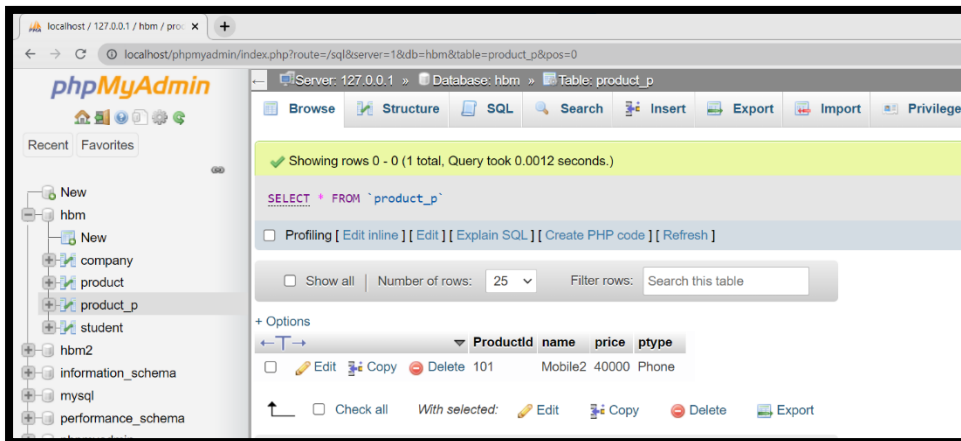 localhost / 127.0.0.1 / hbm / prod
localhost/phpmyadmin/index.php?route=/sql&server=1&db=hbm&table=product_p&pos=0
phpMyAdmin
Recent Favorites
New
hbm
New
company
product
product_p
student
hbm2
information_schema
mysql
performance_schema
Server: 127.0.0.1 » Database: hbm » Table: product_p
Browse Structure SQL Search Insert Export Import Privilege
Showing rows 0 - 0 (1 total, Query took 0.0012 seconds.)
SELECT * FROM `product_p`
Profiling [ Edit inline ] [ Edit ] [ Explain SQL ] [ Create PHP code ] [ Refresh ]
Show all | Number of rows: 25 Filter rows: Search this table
+ Options
←T→ ProductId name price ptype
Edit Copy Delete 101 Mobile2 40000 Phone
Check all With selected: Edit Copy Delete Export